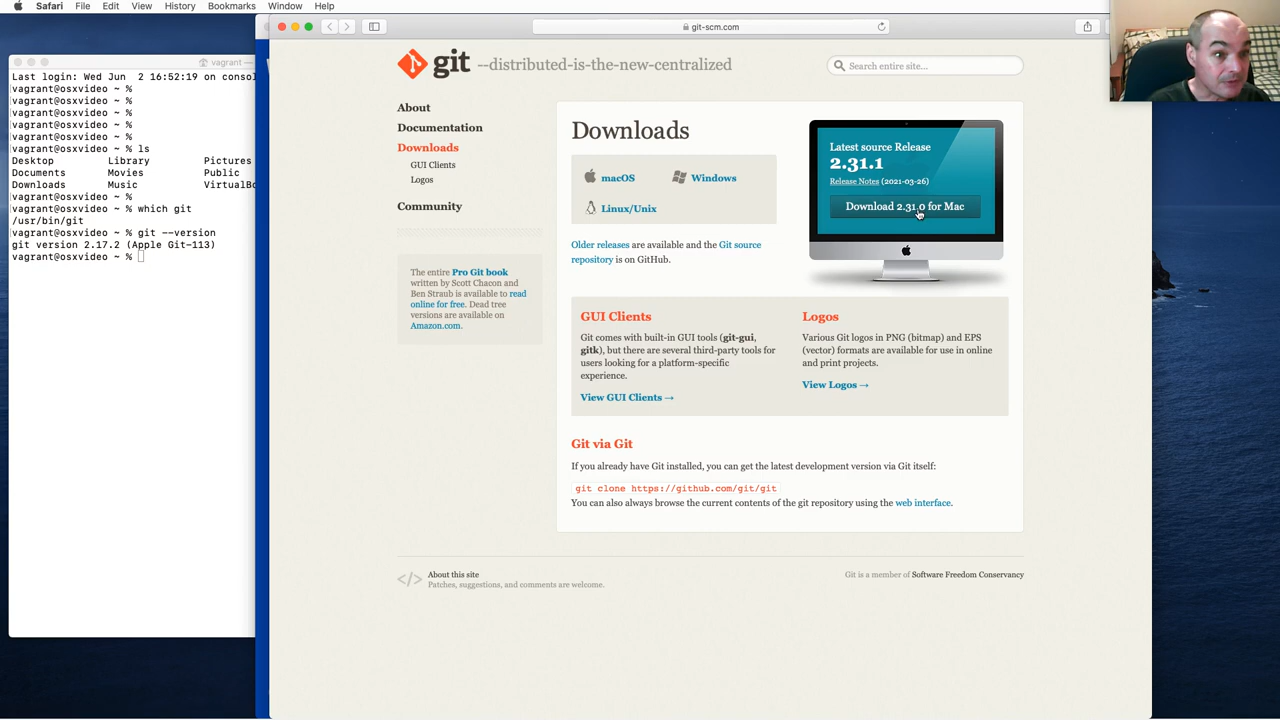 Safari File Edit View History Bookmarks Window Help
vagrant —
Last login: Wed Jun  2 16:52:19 on conso
vagrant@osxvideo ~ %
vagrant@osxvideo ~ %
vagrant@osxvideo ~ %
vagrant@osxvideo ~ %
vagrant@osxvideo ~ %
vagrant@osxvideo ~ % ls
Desktop Library Pictures
Documents Movies Public
Downloads Music VirtualBo
vagrant@osxvideo ~ %
vagrant@osxvideo ~ % which git
/usr/bin/git
vagrant@osxvideo ~ % git --version
git version 2.17.2 (Apple Git-113)
vagrant@osxvideo ~ %
git-scm.com
git --distributed-is-the-new-centralized
Search entire site...
About
Documentation
Downloads
GUI Clients
Logos
Community
The entire Pro Git book
written by Scott Chacon and
Ben Straub is available to read
online for free. Dead tree
versions are available on
Amazon.com.
Downloads
macOS Windows
Linux/Unix
Older releases are available and the Git source
repository is on GitHub.
Latest source Release
2.31.1
Release Notes (2021-03-26)
Download 2.31.0 for Mac
GUI Clients
Git comes with built-in GUI tools (git-gui,
gitk), but there are several third-party tools for
users looking for a platform-specific
experience.
View GUI Clients →
Logos
Various Git logos in PNG (bitmap) and EPS
(vector) formats are available for use in online
and print projects.
View Logos →
Git via Git
If you already have Git installed, you can get the latest development version via Git itself:
git clone https://github.com/git/git
You can also always browse the current contents of the git repository using the web interface.
</> About this site
Patches, suggestions, and comments are welcome.
Git is a member of Software Freedom Conservancy